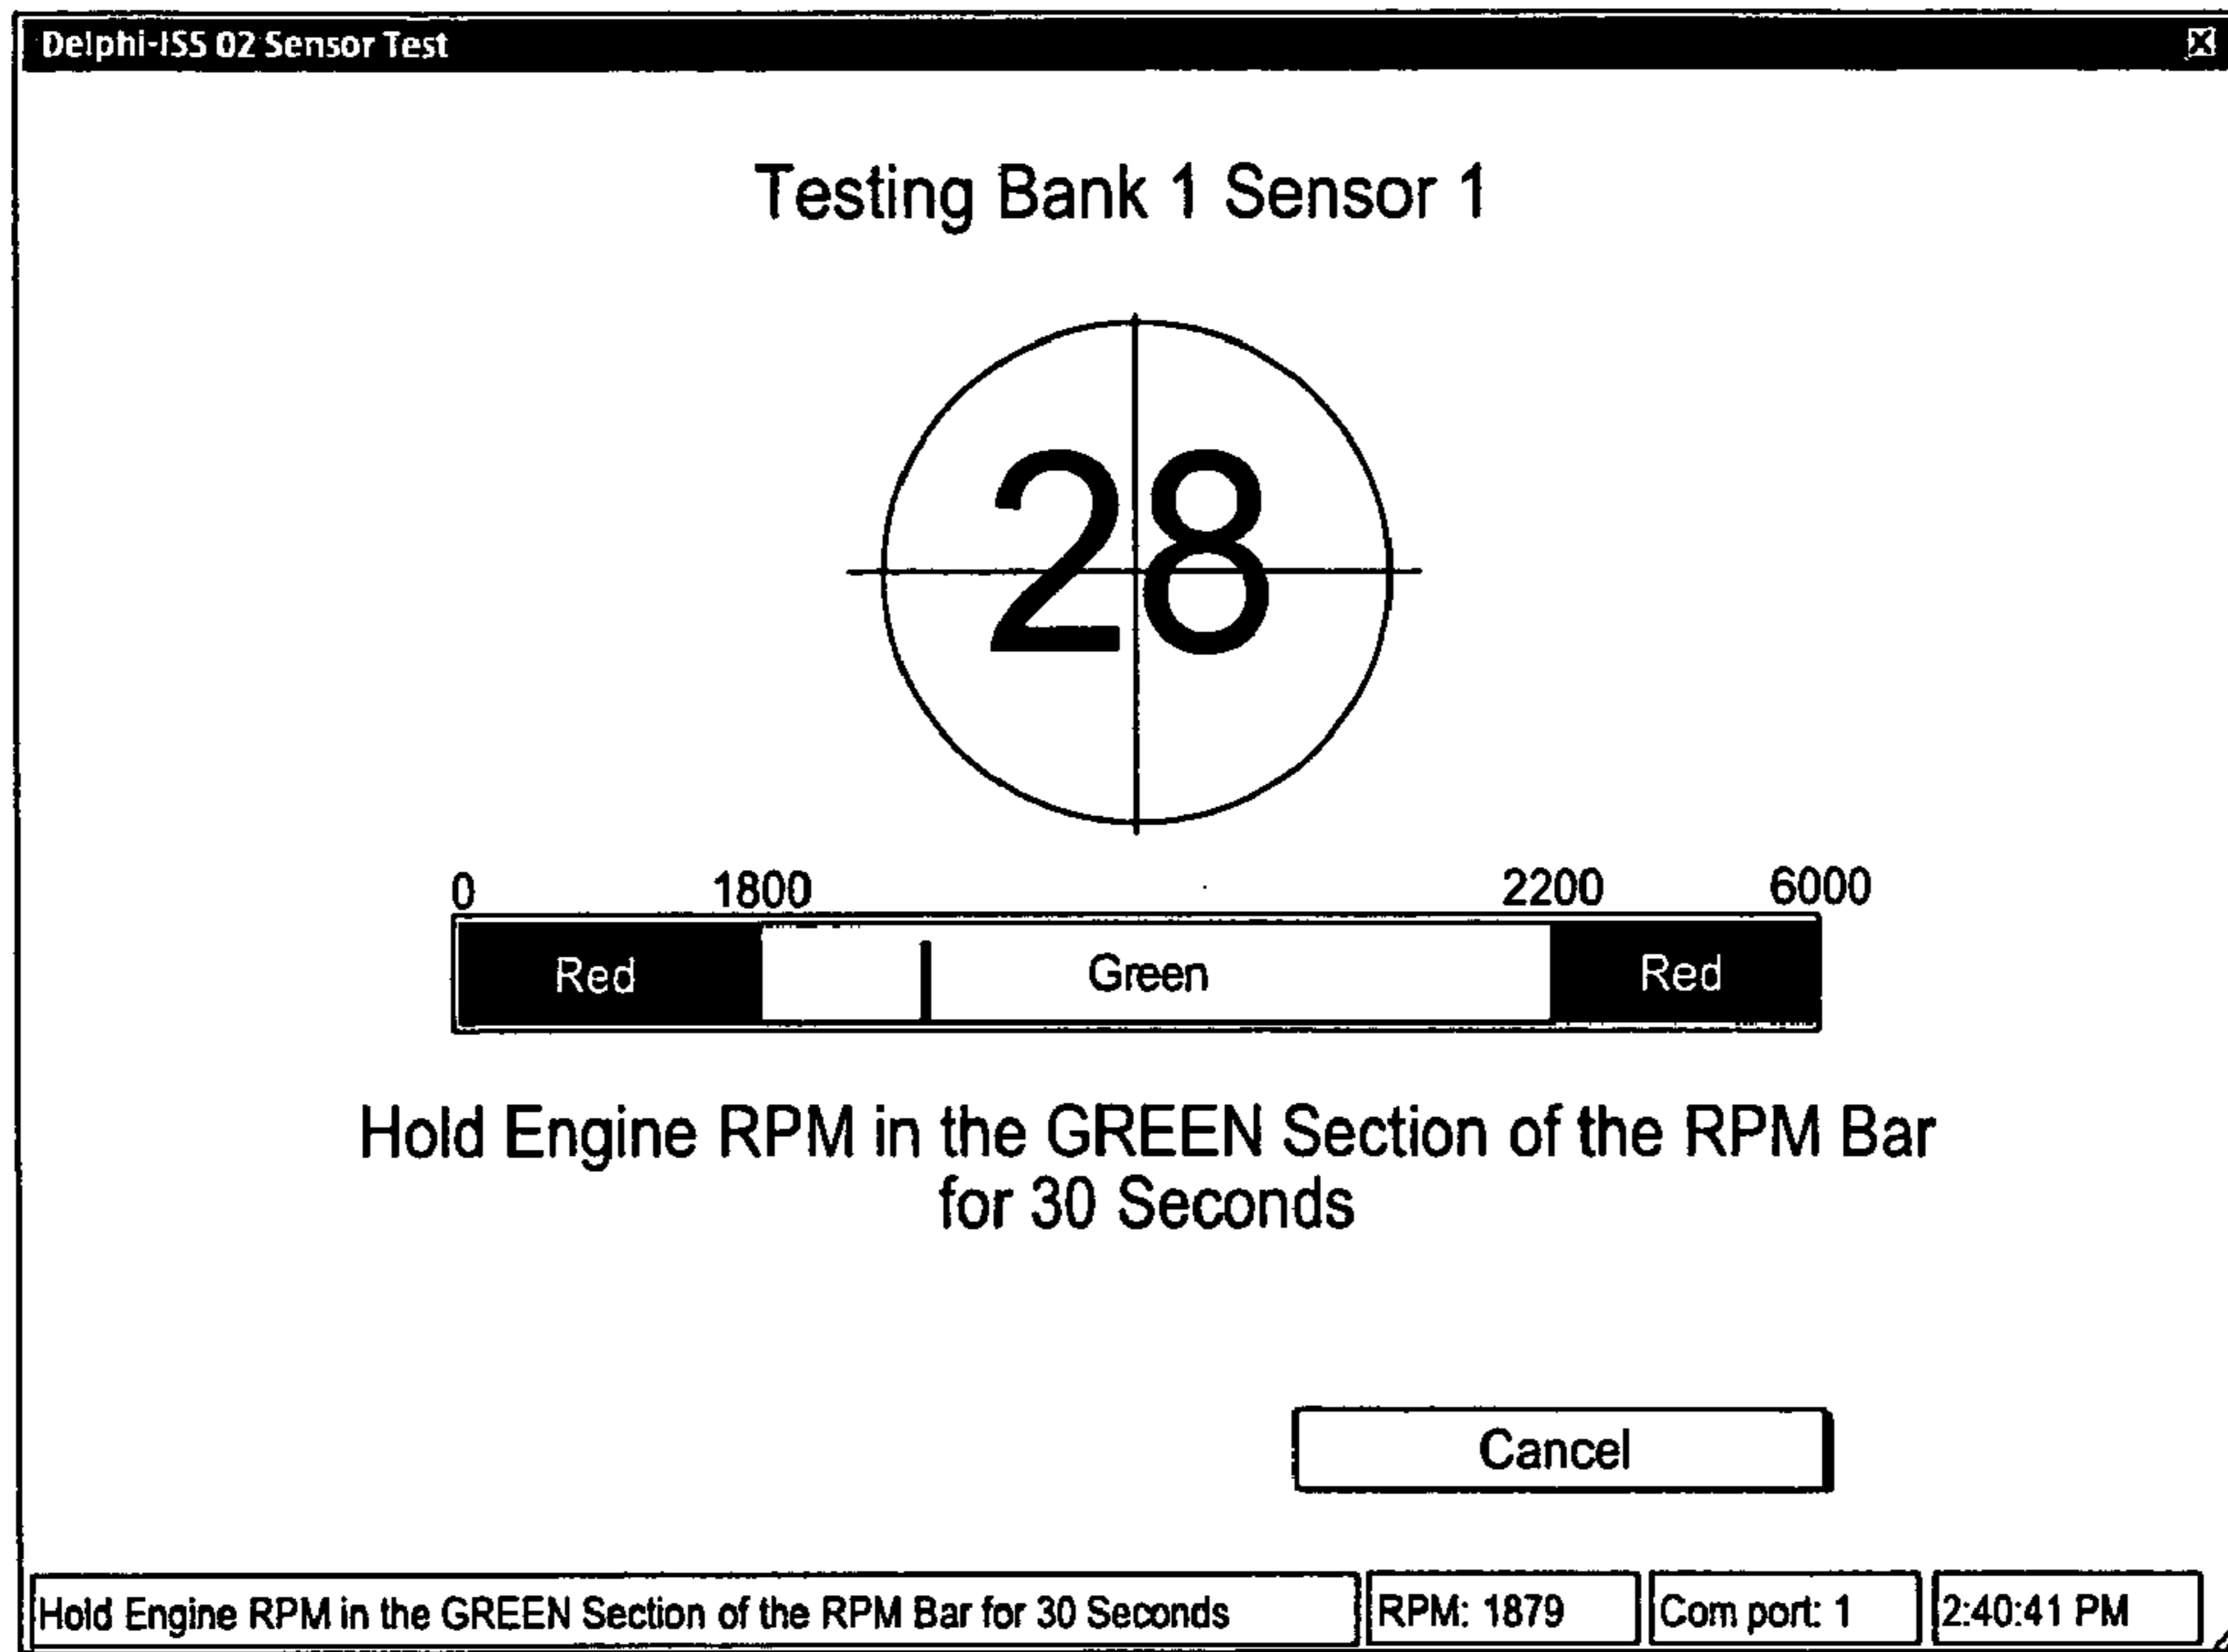 Delphi-ISS 02 Sensor Test
Testing Bank 1 Sensor 1
28
0 1800 2200 6000
Red Green Red
Hold Engine RPM in the GREEN Section of the RPM Bar
for 30 Seconds
Cancel
Hold Engine RPM in the GREEN Section of the RPM Bar for 30 Seconds RPM: 1879 Com port: 1 2:40:41 PM